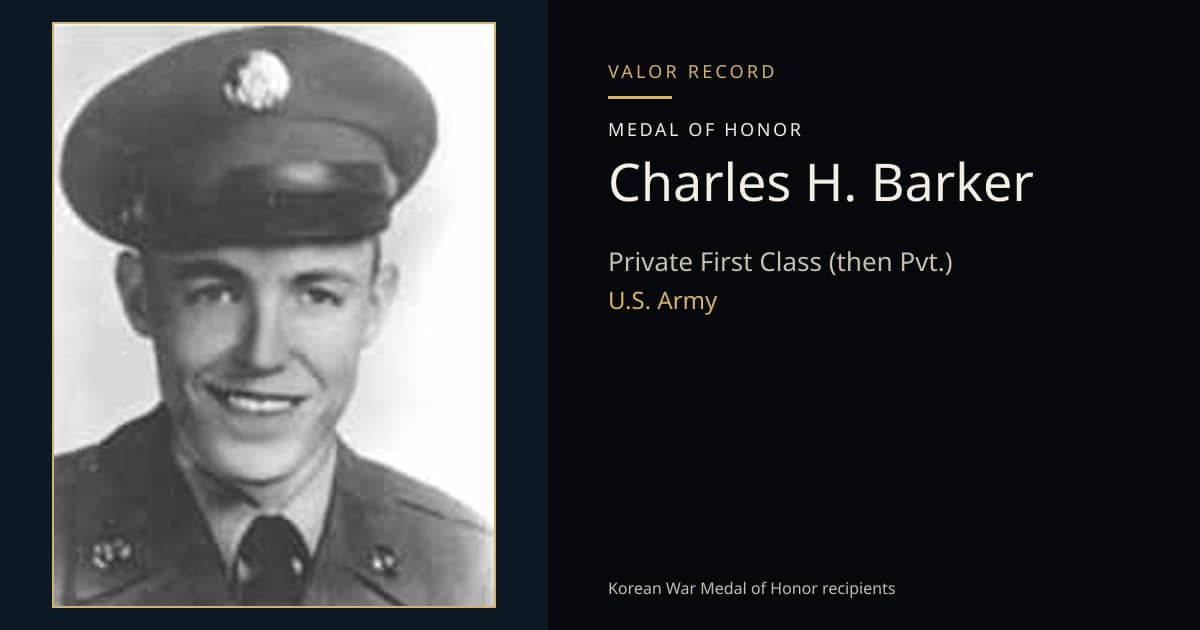 VALOR RECORD
MEDAL OF HONOR
Charles H. Barker
Private First Class (then Pvt.)
U.S. Army
Korean War Medal of Honor recipients